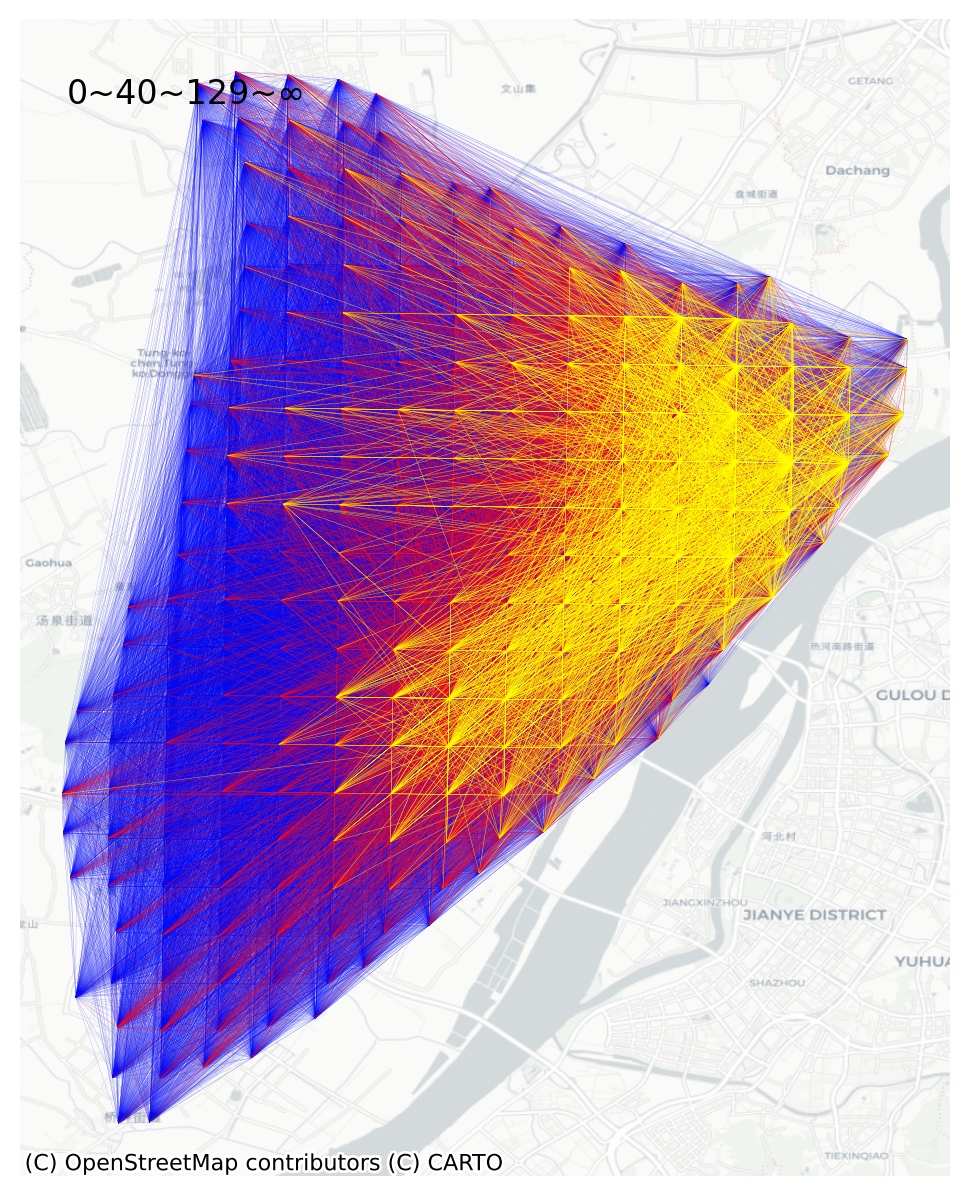 0~40~129~∞
文山集
GETANG
Dachang
盘城街道
Tung-ko-
chen;Tung-
ko;Dongg
Gaohua
汤泉街道
热河南路街道
GULOU D
河北村
JIANGXINZHOU
JIANYE DISTRICT
YUHUA
SHAZHOU
TIEXINQIAO
(C) OpenStreetMap contributors (C) CARTO